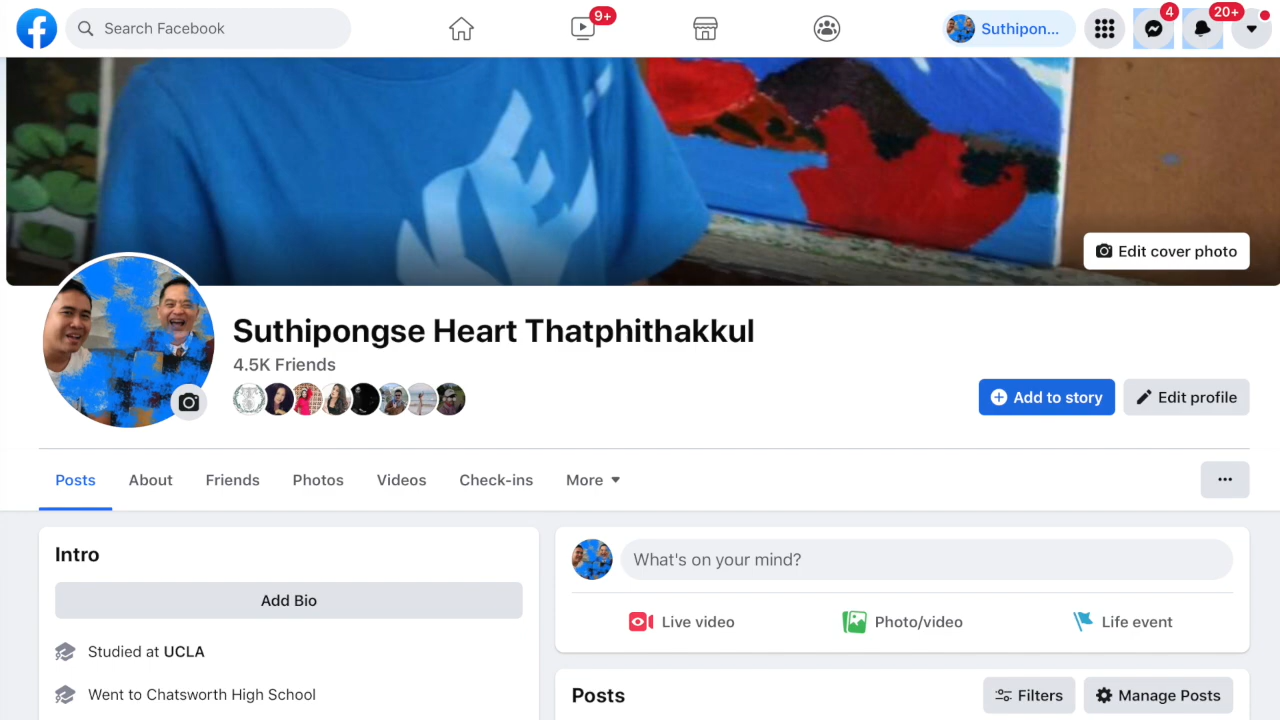 Search Facebook
9+
Suthipon...
4
20+
Edit cover photo
Suthipongse Heart Thatphithakkul
4.5K Friends
Add to story
Edit profile
Posts
About
Friends
Photos
Videos
Check-ins
More
Intro
Add Bio
Studied at UCLA
Went to Chatsworth High School
What's on your mind?
Live video
Photo/video
Life event
Posts
Filters
Manage Posts